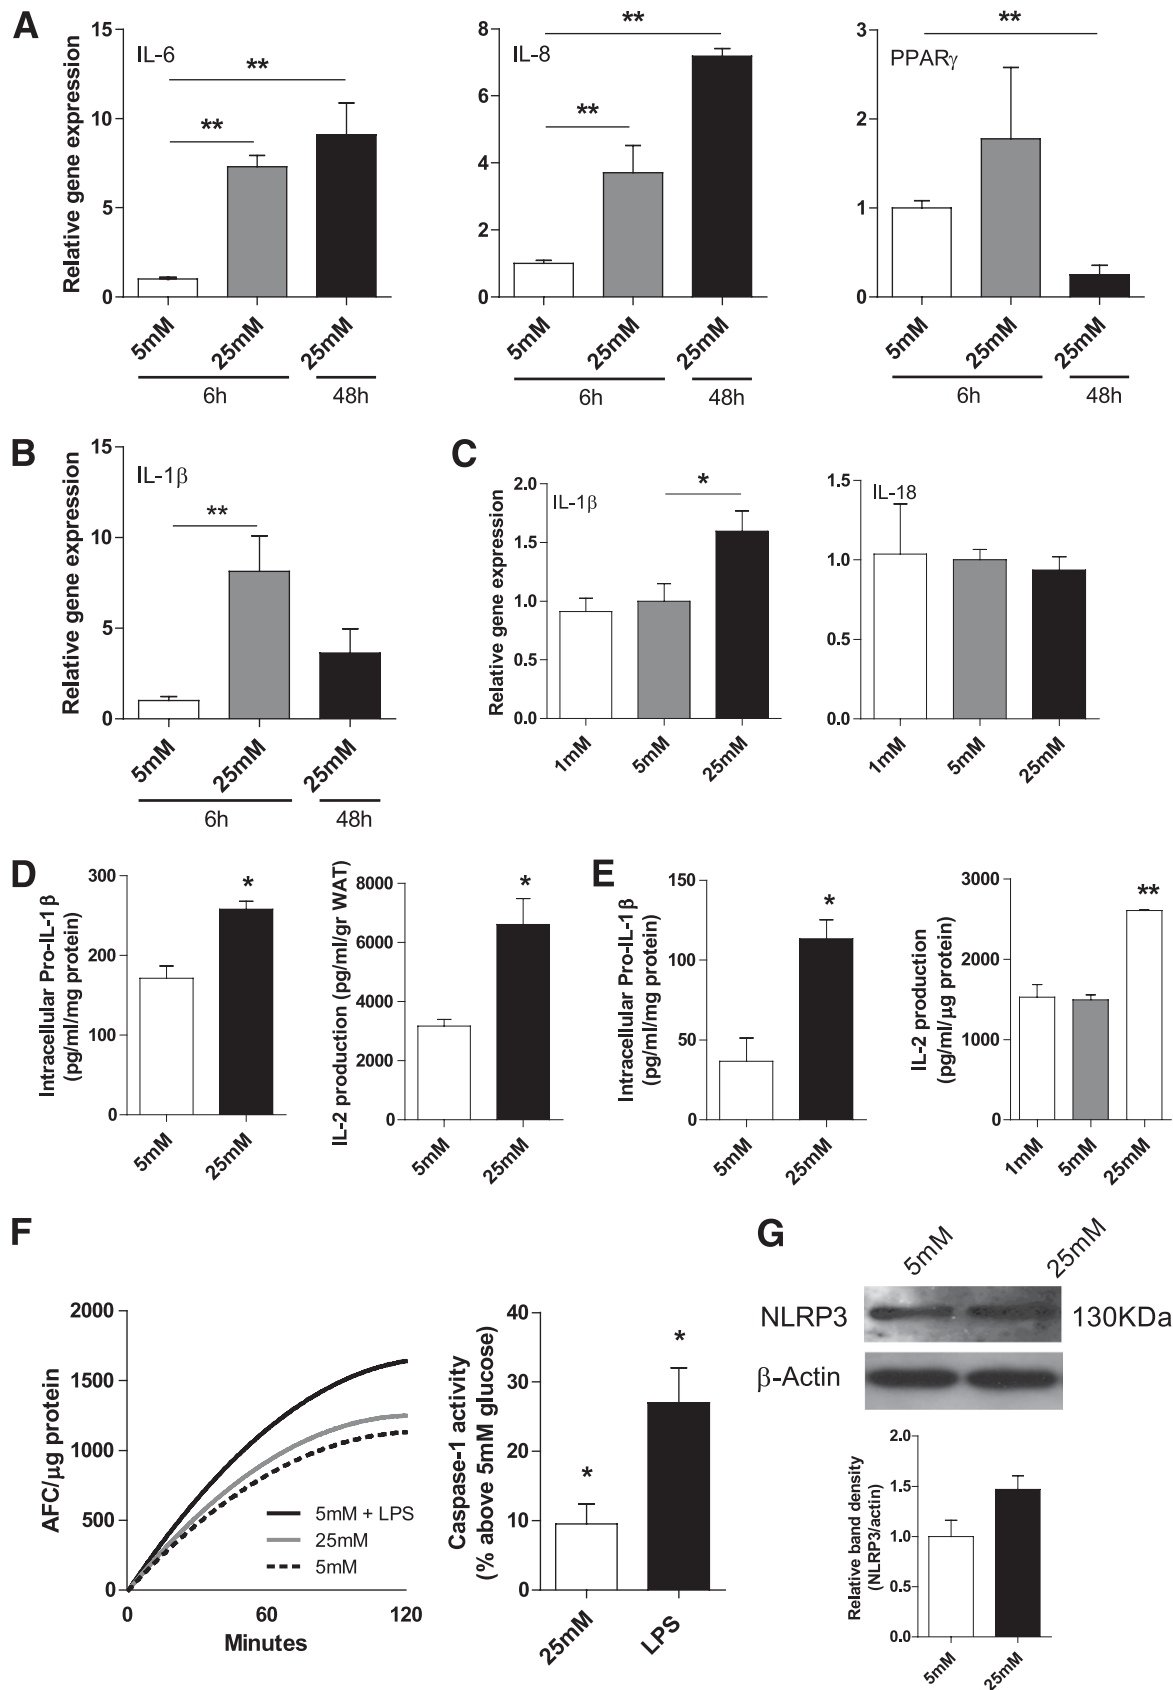 A
IL-6
Relative gene expression
15
10
5
0
**
**
5mM
25mM
25mM
6h
48h
IL-8
8
6
4
2
0
**
**
5mM
25mM
25mM
6h
48h
PPARγ
3
2
1
0
**
5mM
25mM
25mM
6h
48h
B
IL-1β
Relative gene expression
15
10
5
0
**
5mM
25mM
25mM
6h
48h
C
IL-1β
Relative gene expression
2.0
1.5
1.0
0.5
0.0
*
1mM
5mM
25mM
IL-18
1.5
1.0
0.5
0.0
1mM
5mM
25mM
D
Intracellular Pro-IL-1β
(pg/ml/mg protein)
300
200
100
0
*
5mM
25mM
IL-2 production (pg/ml/gr WAT)
8000
6000
4000
2000
0
*
5mM
25mM
E
Intracellular Pro-IL-1β
(pg/ml/mg protein)
150
100
50
0
*
5mM
25mM
IL-2 production
(pg/ml/μg protein)
3000
2000
1000
0
**
1mM
5mM
25mM
F
AFC/μg protein
2000
1500
1000
500
0
5mM + LPS
25mM
5mM
0
60
120
Minutes
Caspase-1 activity
(% above 5mM glucose)
40
30
20
10
0
*
*
25mM
LPS
G
5mM
25mM
NLRP3
130KDa
β-Actin
Relative band density
(NLRP3/actin)
2.0
1.5
1.0
0.5
0.0
5mM
25mM